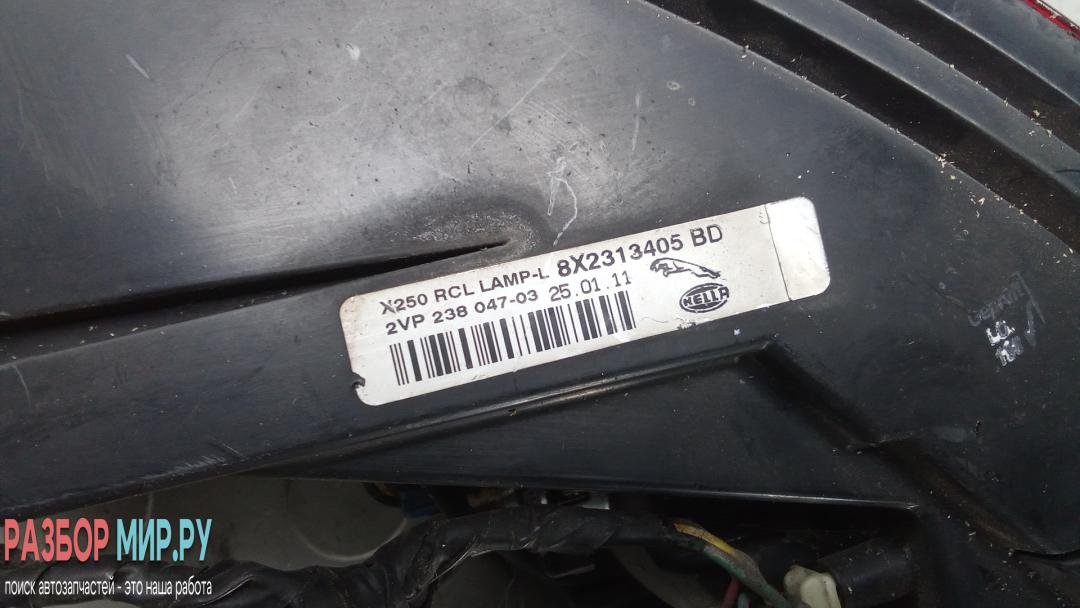 X250 RCL LAMP-L 8X2313405 BD
2VP 238 047-03 25.01.11
HELLA
РАЗБОР МИР.РУ
поиск автозапчастей - это наша работа